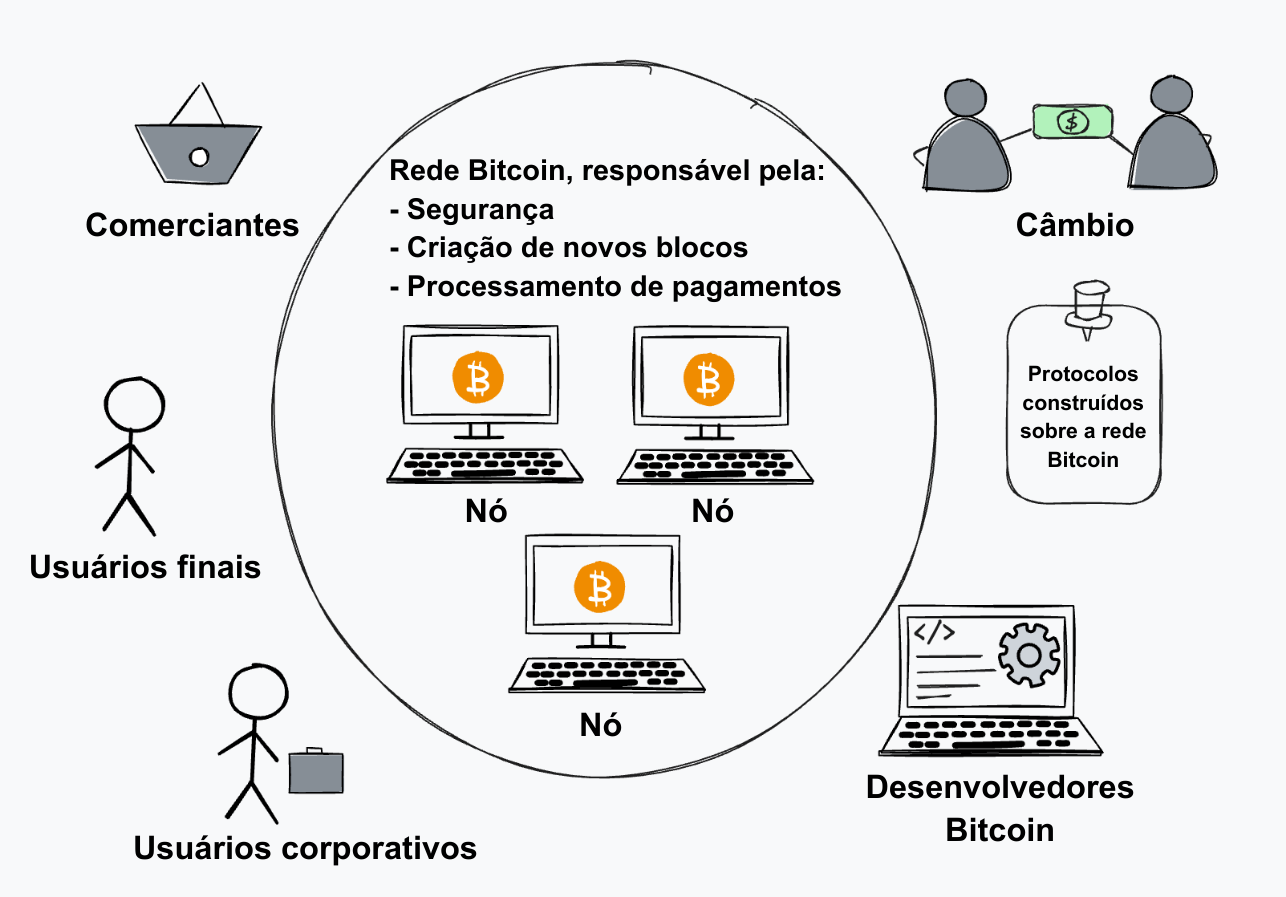 Rede Bitcoin, responsável pela:
- Segurança
- Criação de novos blocos
- Processamento de pagamentos
Comerciantes
Câmbio
$
Protocolos
construídos
sobre a rede
Bitcoin
Nó
Nó
Usuários finais
</>
Nó
Desenvolvedores
Bitcoin
Usuários corporativos